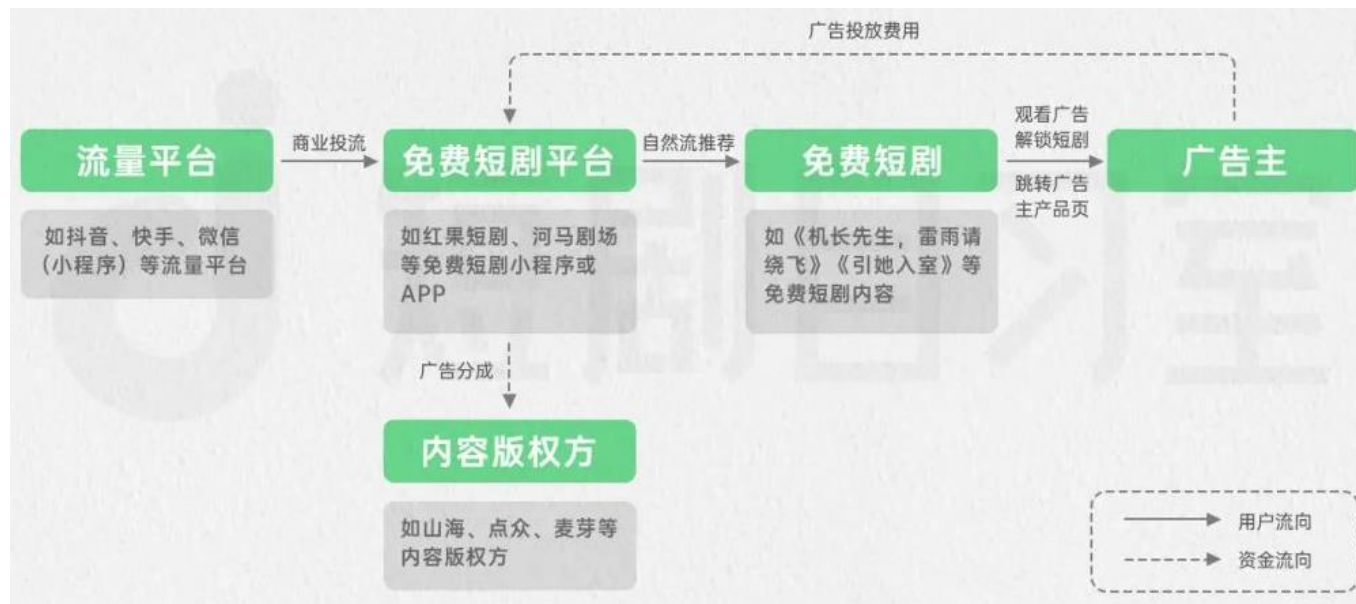 广告投放费用
流量平台
商业投流
免费短剧平台
自然流推荐
免费短剧
观看广告
解锁短剧
跳转广告
主产品页
广告主
如抖音、快手、微信
(小程序)等流量平台
如红果短剧、河马剧场
等免费短剧小程序或
APP
如《机长先生,雷雨请
绕飞》《引她入室》等
免费短剧内容
广告分成
内容版权方
如山海、点众、麦芽等
内容版权方
用户流向
资金流向